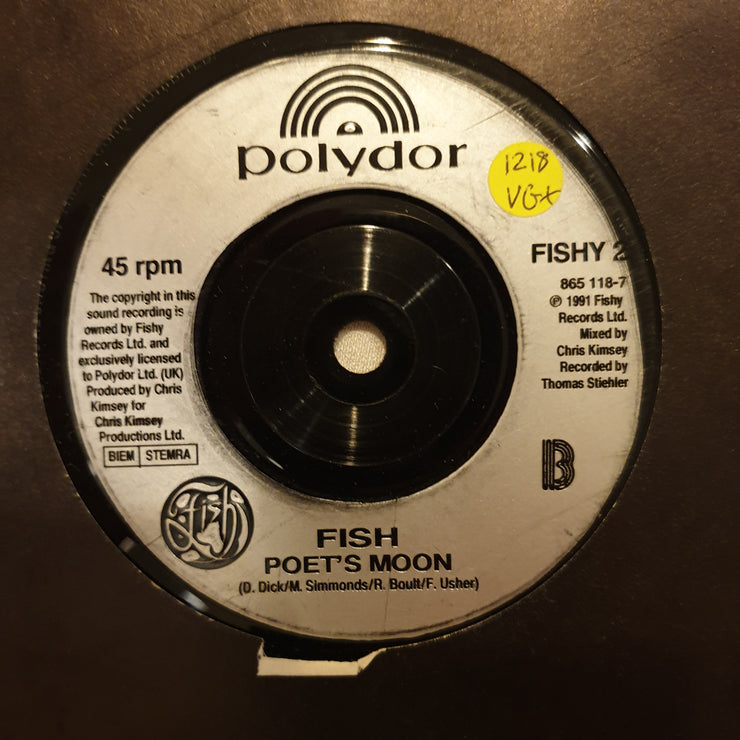 polydor
1218
VG+
45 rpm
FISHY 2
The copyright in this
sound recording is
owned by Fishy
Records Ltd. and
exclusively licensed
to Polydor Ltd. (UK)
Produced by Chris
Kimsey for
Chris Kimsey
Productions Ltd.
BIEM STEMRA
865 118-7
℗ 1991 Fishy
Records Ltd.
Mixed by
Chris Kimsey
Recorded by
Thomas Stiehler
B
Fish
FISH
POET'S MOON
(D. Dick/M. Simmonds/R. Boult/F. Usher)